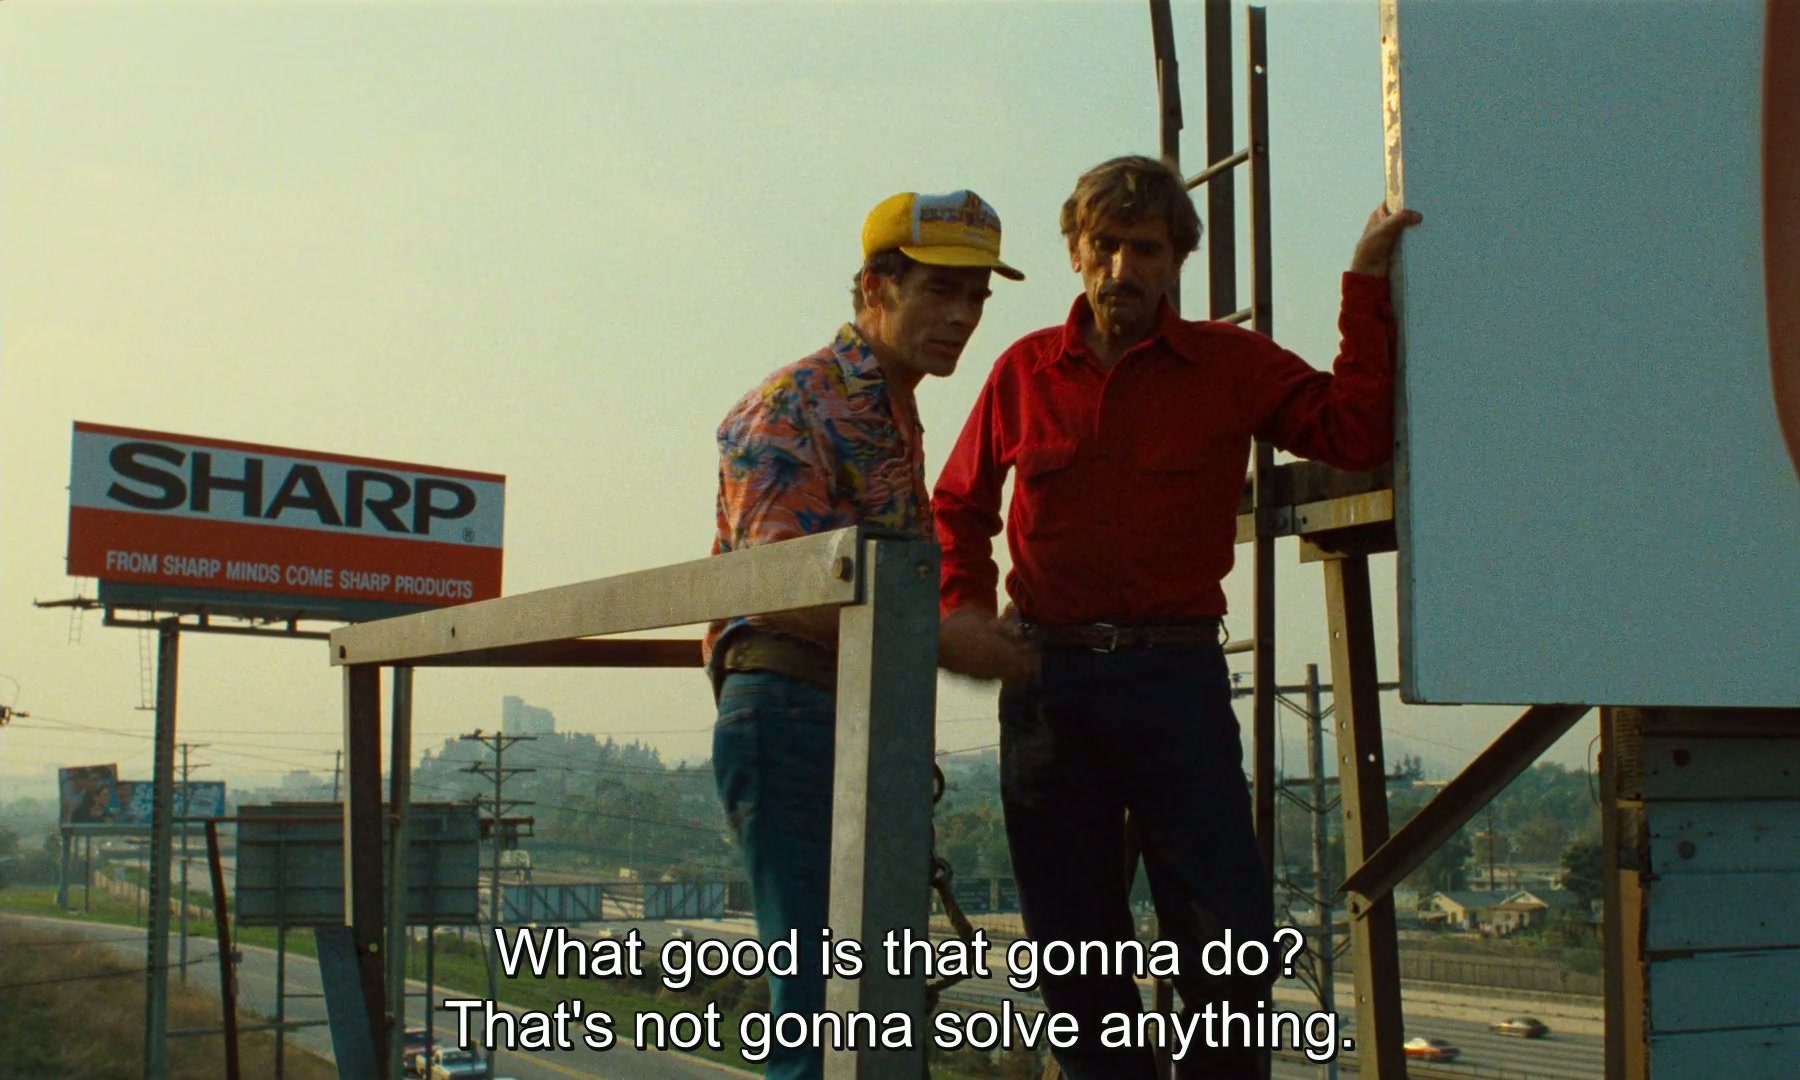 SHARP®
FROM SHARP MINDS COME SHARP PRODUCTS
What good is that gonna do?
That's not gonna solve anything.